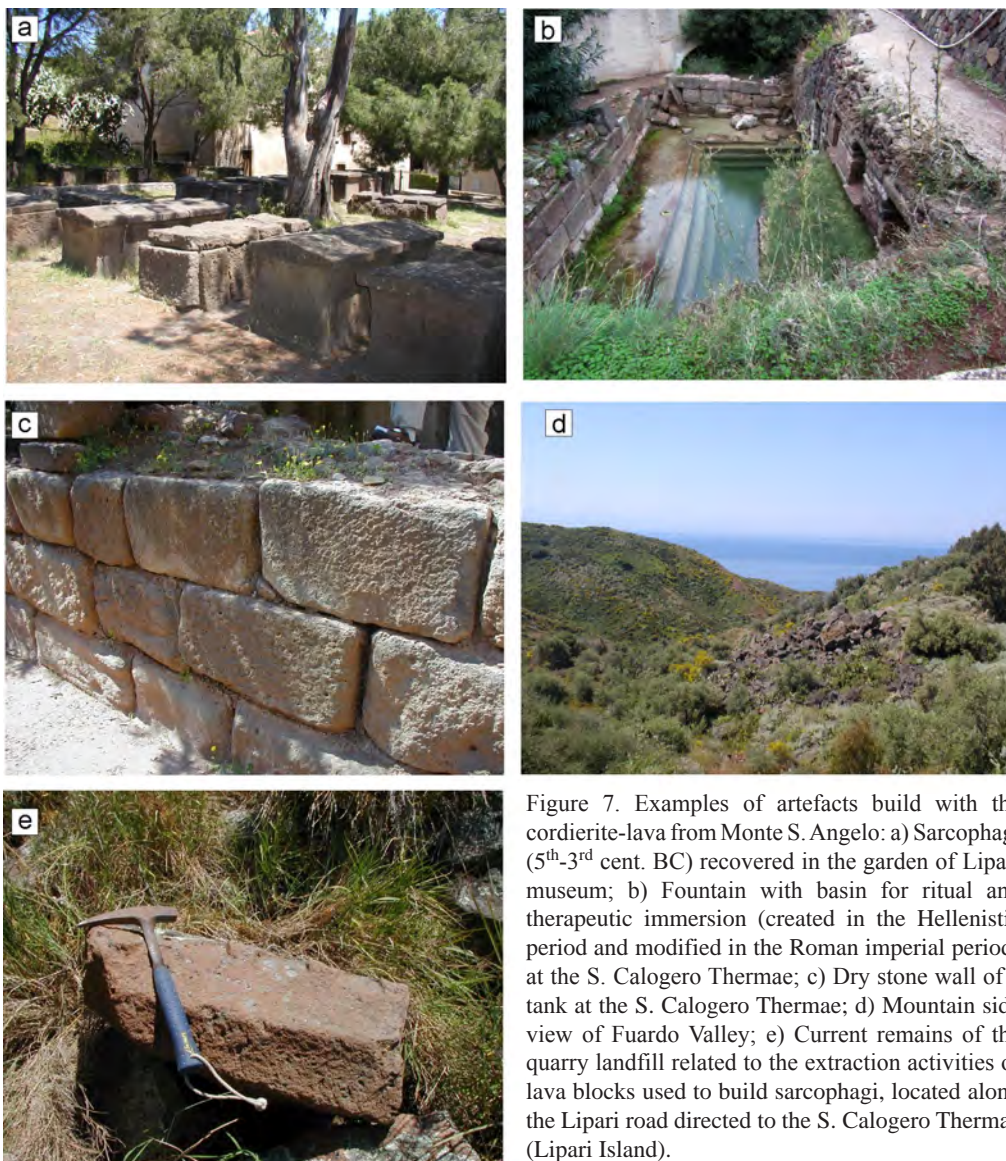 a
b
c
d
e
Figure 7. Examples of artefacts build with th
cordierite-lava from Monte S. Angelo: a) Sarcophag
(5th-3rd cent. BC) recovered in the garden of Lipar
museum; b) Fountain with basin for ritual an
therapeutic immersion (created in the Hellenisti
period and modified in the Roman imperial period
at the S. Calogero Thermae; c) Dry stone wall of
tank at the S. Calogero Thermae; d) Mountain sid
view of Fuardo Valley; e) Current remains of th
quarry landfill related to the extraction activities o
lava blocks used to build sarcophagi, located alon
the Lipari road directed to the S. Calogero Therma
(Lipari Island).